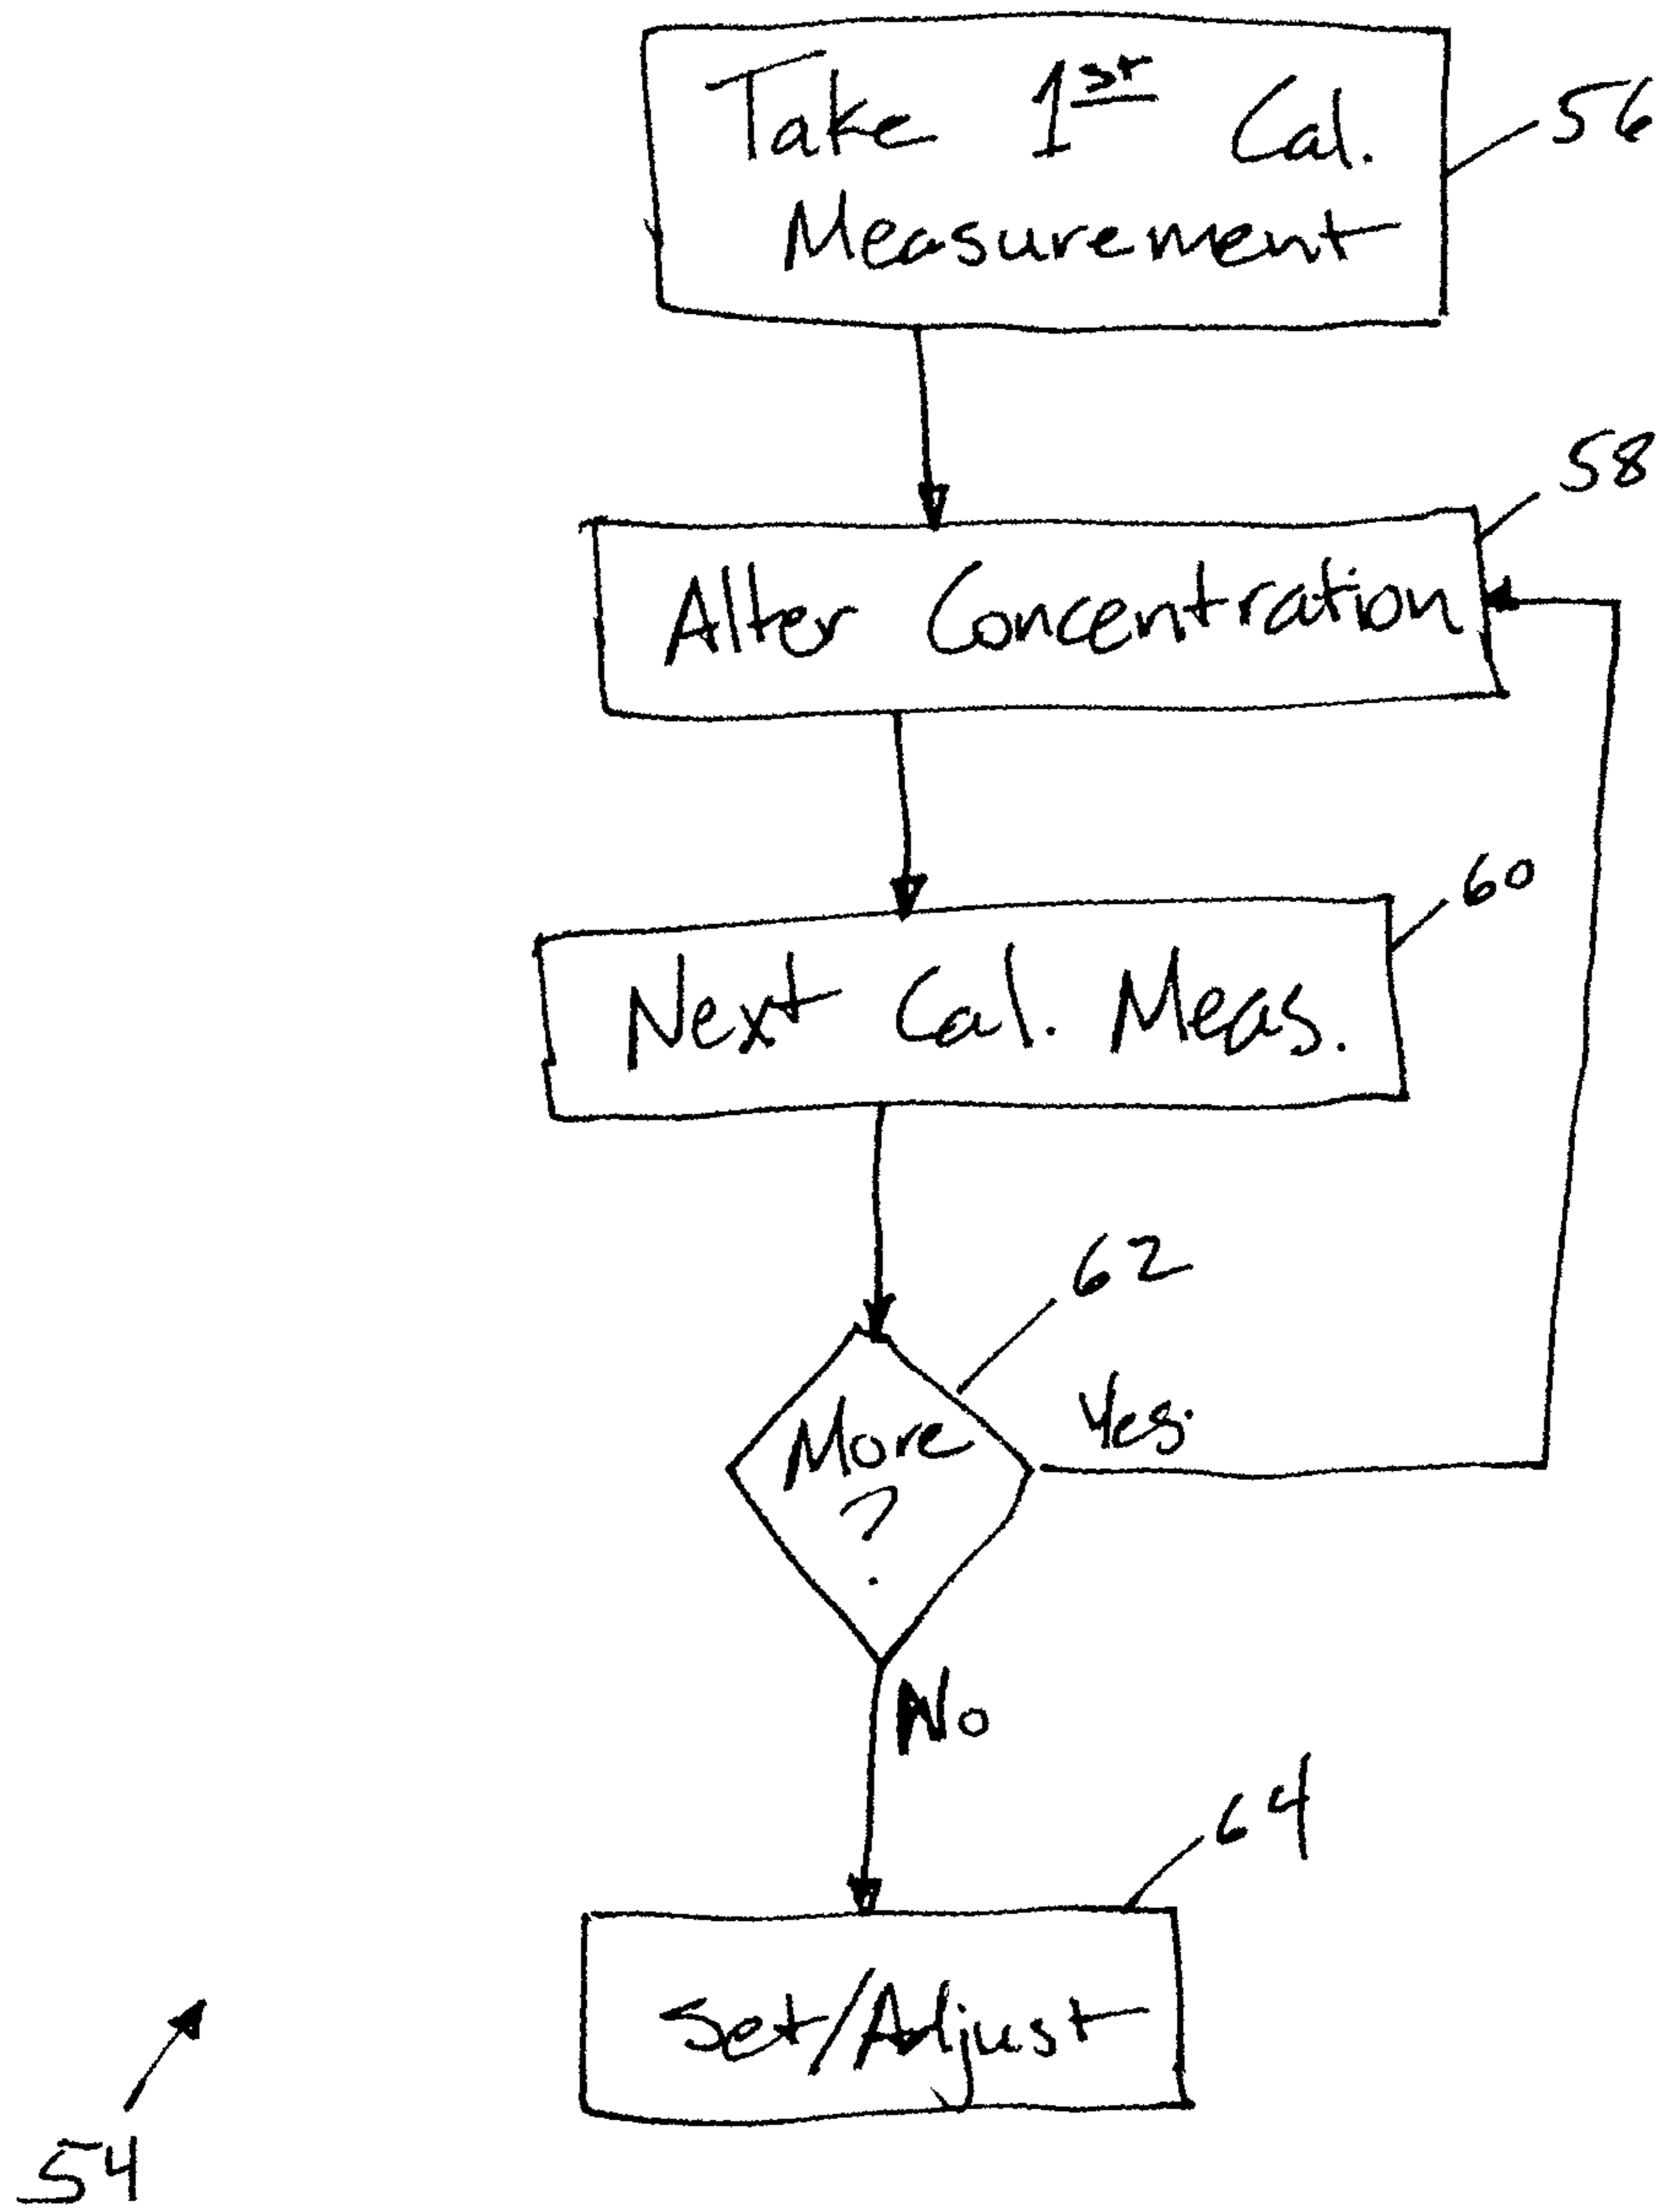 Take 1st Cal.
Measurement
56
58
Alter Concentration
60
Next Cal. Meas.
62
More
?
Yes
No
64
Set/Adjust
54